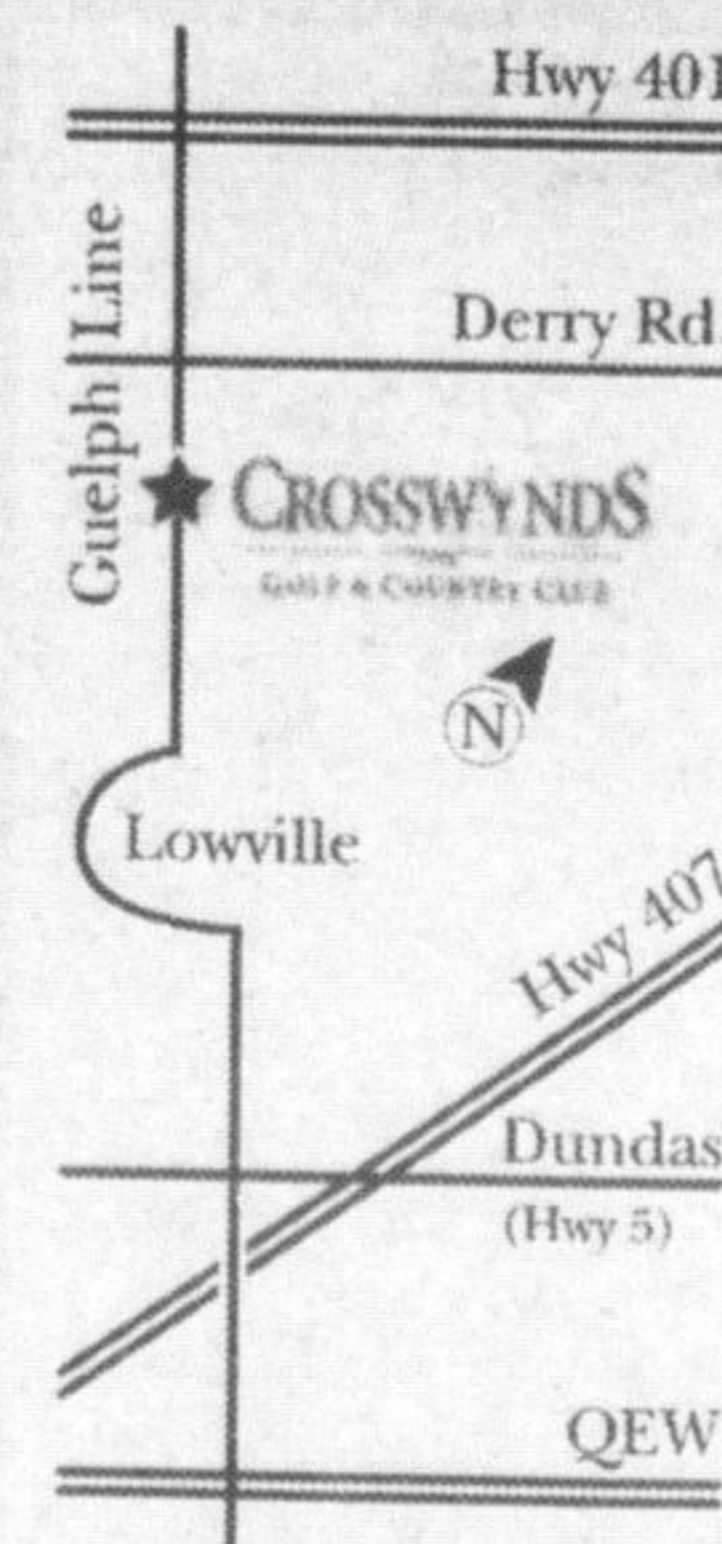 Hwy 401
Guelph Line
Derry Rd.
CROSSWYNDS
GOLF & COUNTRY CLUB
N
Lowville
Hwy 407
Dundas
(Hwy 5)
QEW